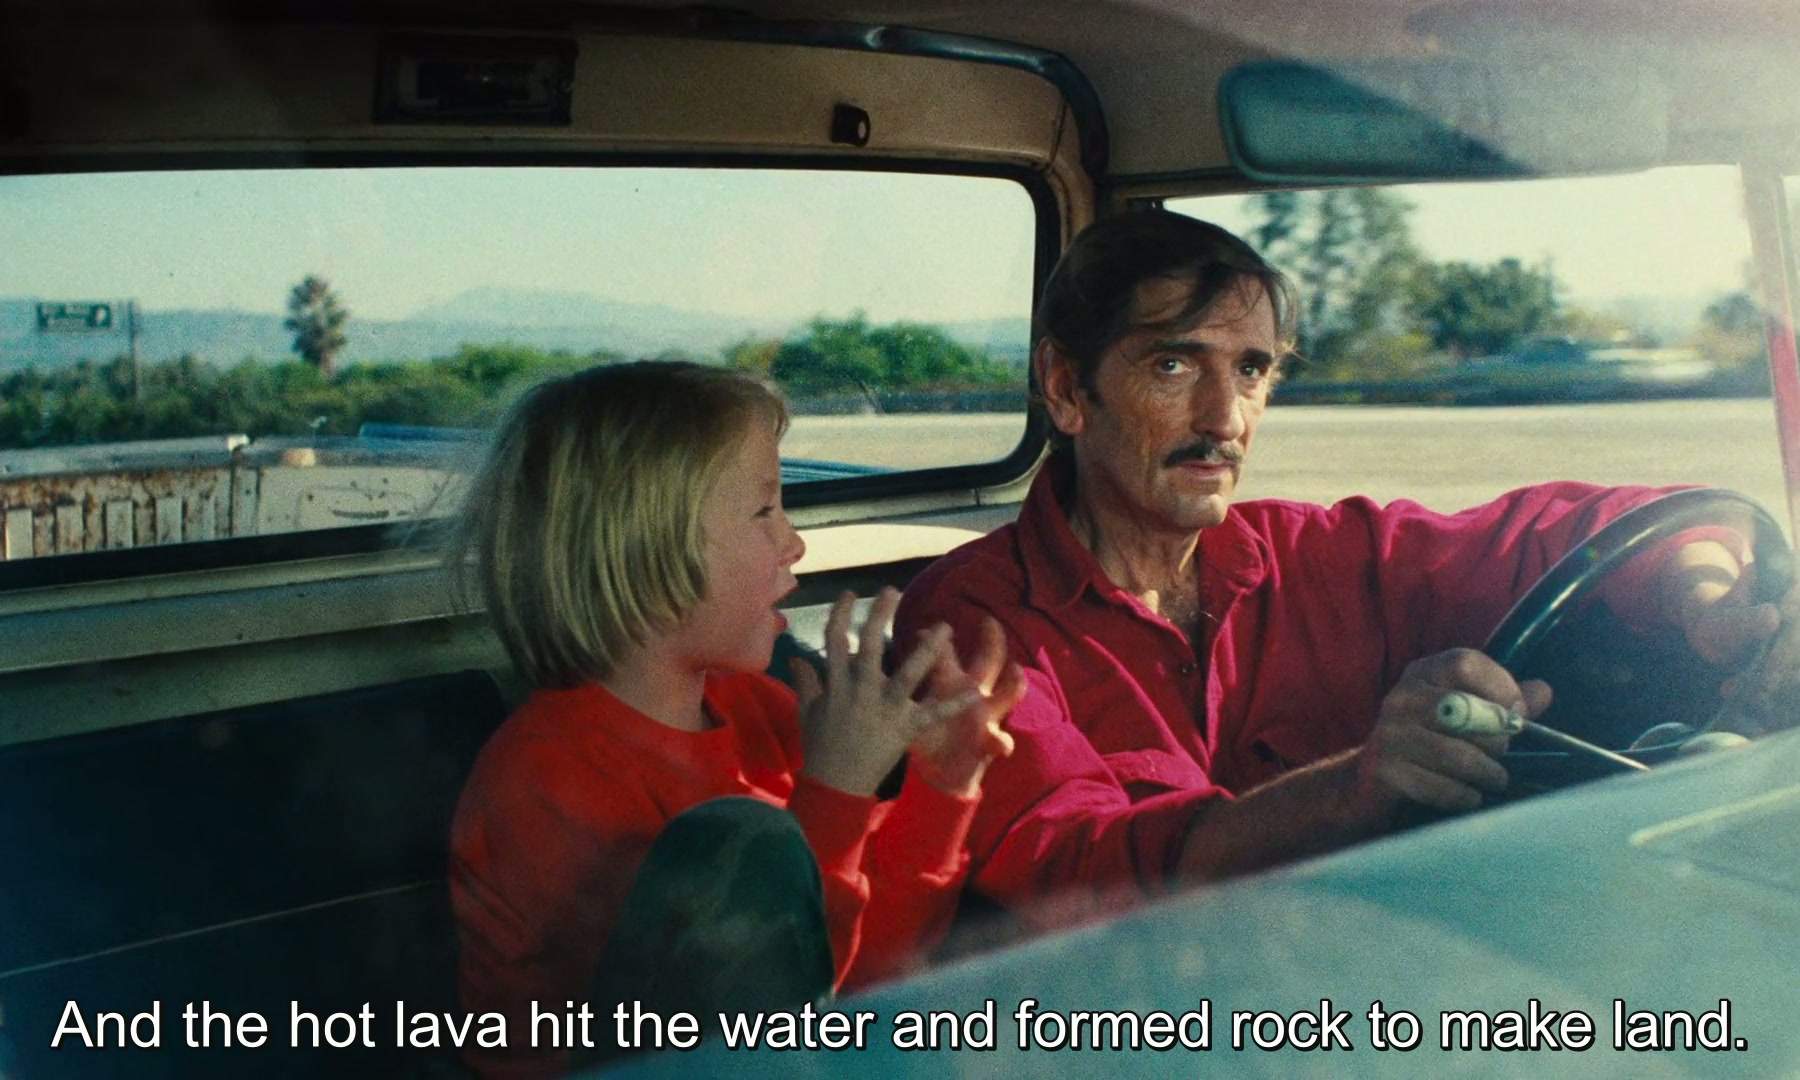 And the hot lava hit the water and formed rock to make land.